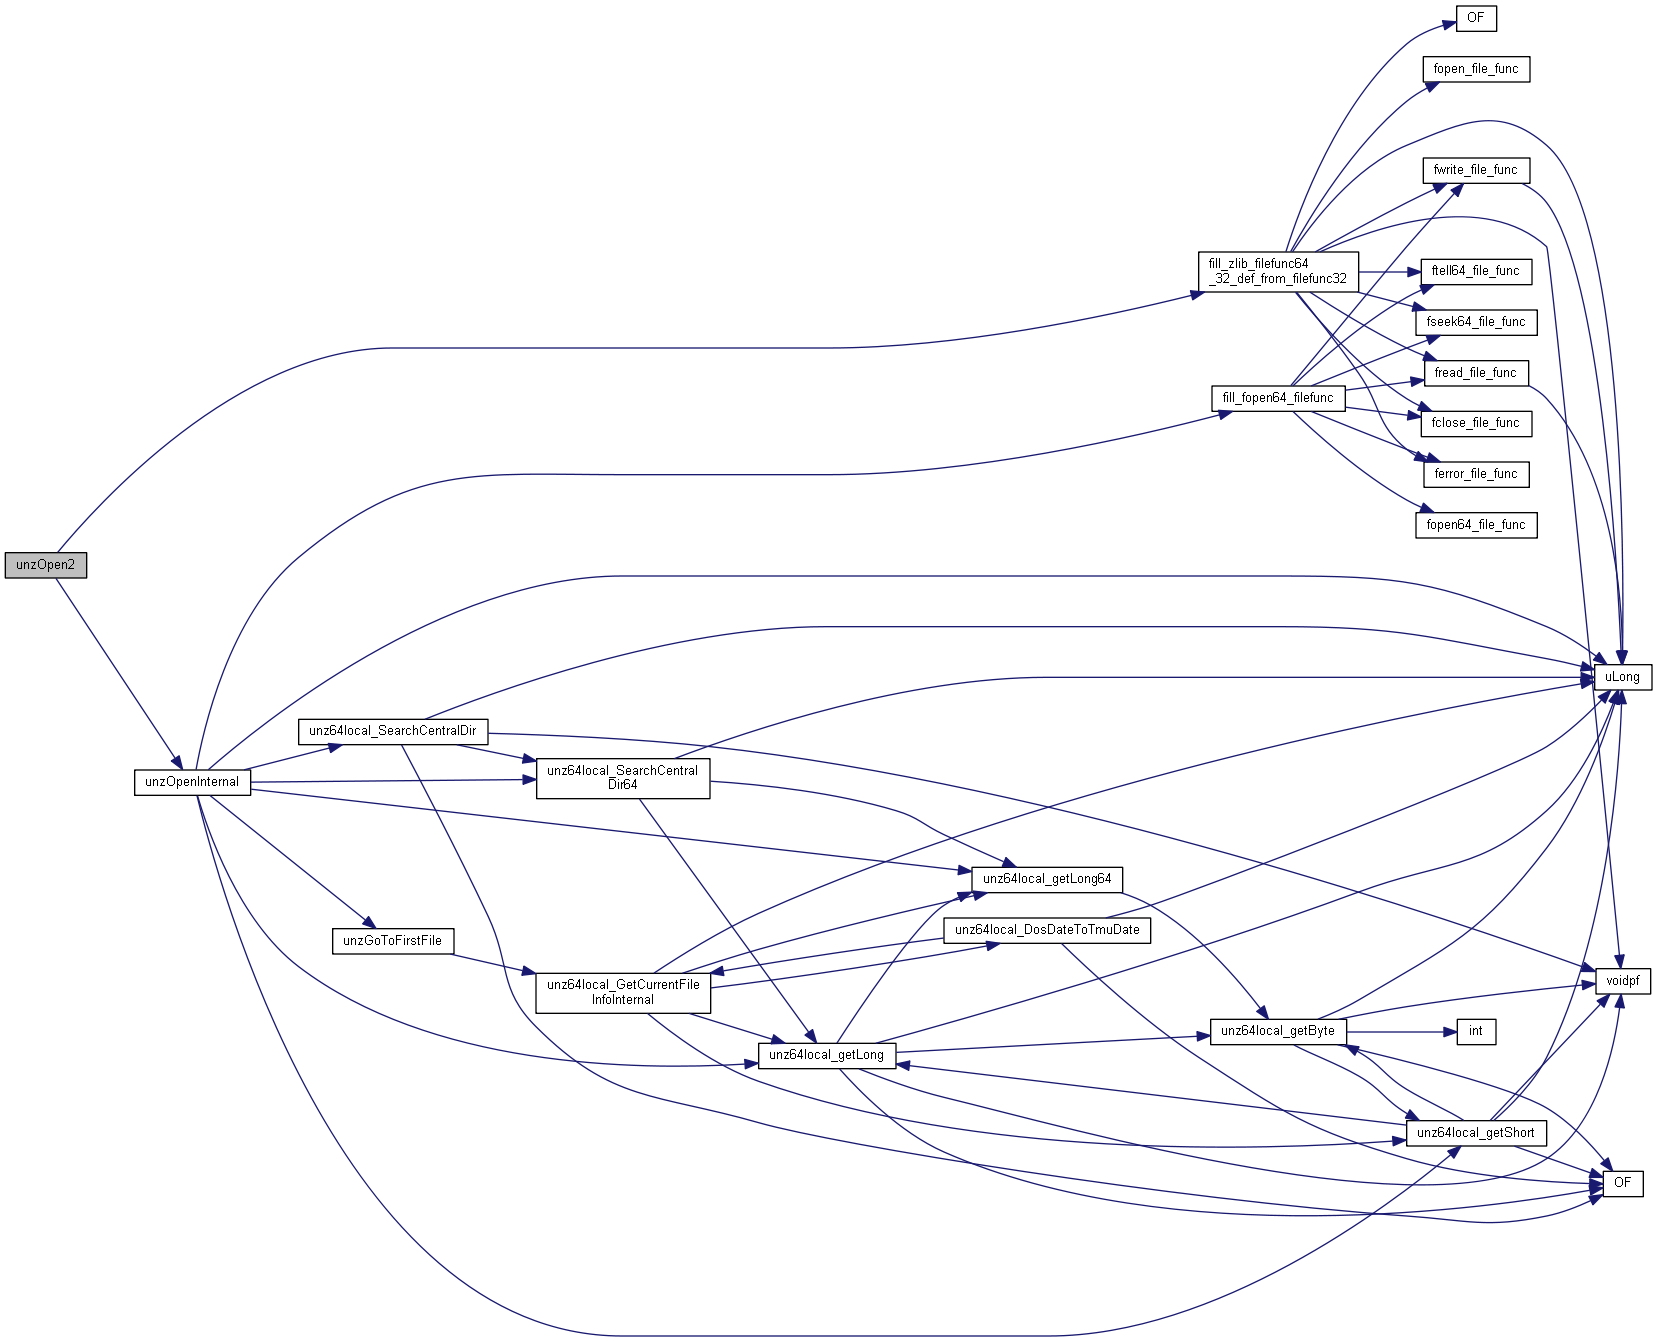 OF
fopen_file_func
fwrite_file_func
fill_zlib_filefunc64
_32_def_from_filefunc32
ftell64_file_func
fseek64_file_func
fread_file_func
fill_fopen64_filefunc
fclose_file_func
ferror_file_func
fopen64_file_func
unzOpen2
uLong
unz64local_SearchCentralDir
unzOpenInternal
unz64local_SearchCentral
Dir64
unz64local_getLong64
unz64local_DosDateToTmuDate
unzGoToFirstFile
unz64local_GetCurrentFile
InfoInternal
voidpf
unz64local_getByte
int
unz64local_getLong
unz64local_getShort
OF